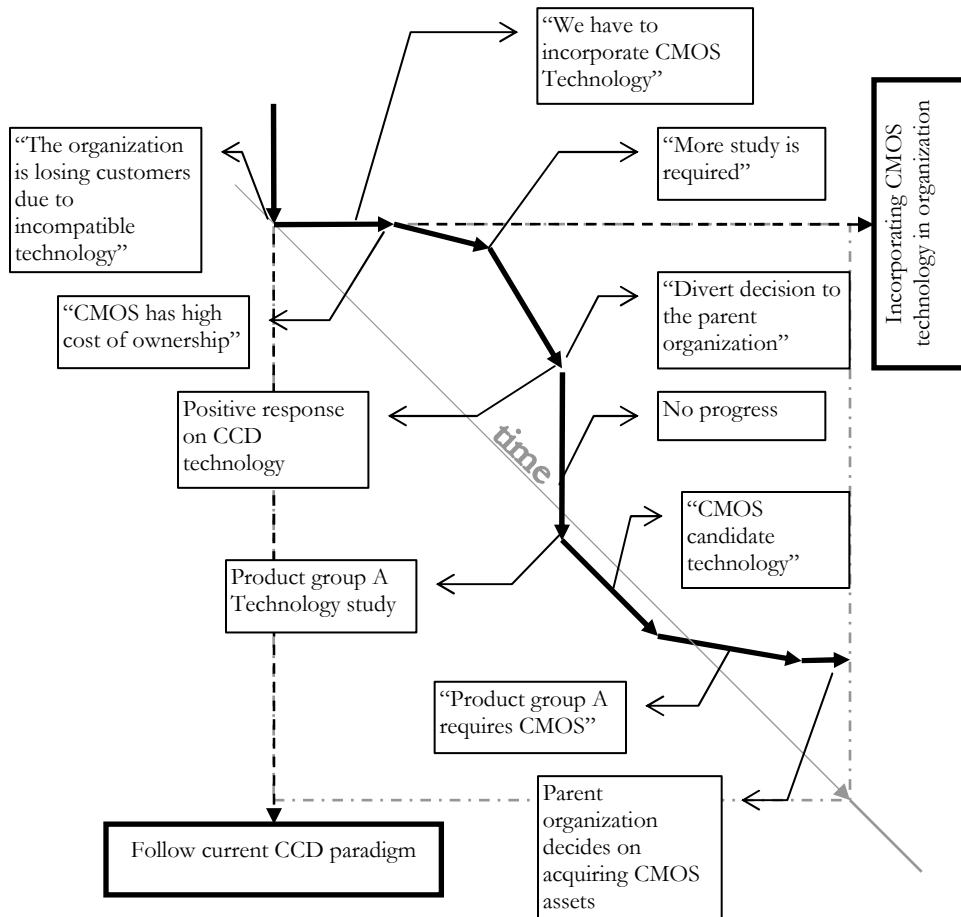 “We have to
incorporate CMOS
Technology”
“The
organization
is losing customers
due to
incompatible
technology”
“More study is
required”
Incorporating CMOS
technology in organization
“CMOS has high
cost of ownership”
“Divert decision to
the parent
organization”
Positive response
on CCD
technology
No progress
time
“CMOS
candidate
technology”
Product group A
Technology study
“Product group A
requires CMOS”
Parent
organization
decides on
acquiring CMOS
assets
Follow current CCD paradigm